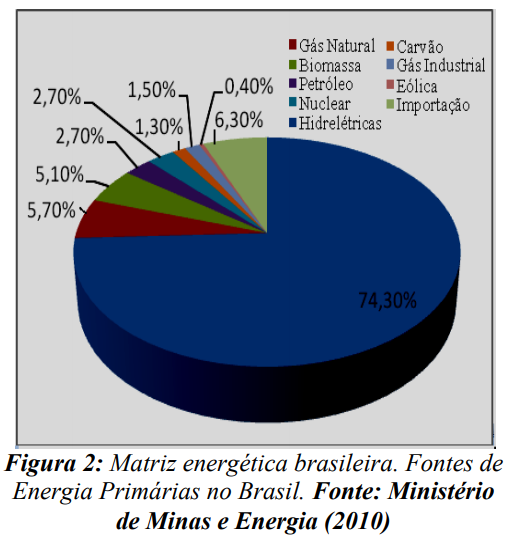 Gás Natural
Carvão
Biomassa
Gás Industrial
Petróleo
Eólica
Nuclear
Importação
Hidrelétricas
1,50%
0,40%
2,70%
1,30%
6,30%
2,70%
5,10%
5,70%
74,30%
Figura 2: Matriz energética brasileira. Fontes de
Energia Primárias no Brasil. Fonte: Ministério
de Minas e Energia (2010)